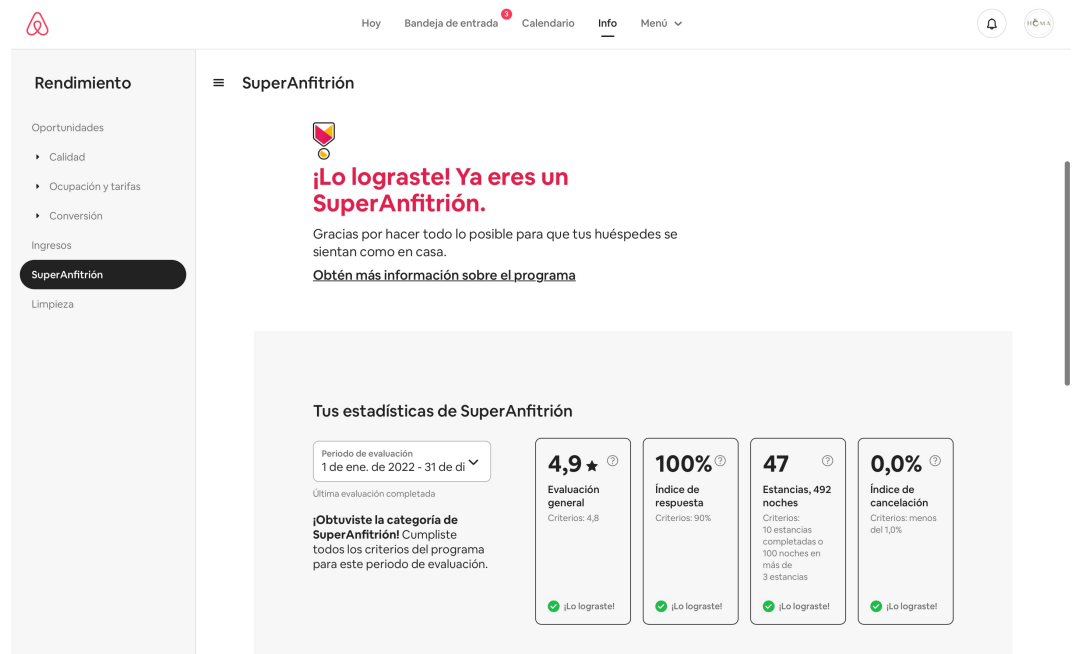 Hoy
Bandeja de entrada
3
Calendario
Info
Menú
HOMA
Rendimiento
Oportunidades
Calidad
Ocupación y tarifas
Conversión
Ingresos
SuperAnfitrión
Limpieza
SuperAnfitrión
¡Lo lograste! Ya eres un
SuperAnfitrión.
Gracias por hacer todo lo posible para que tus huéspedes se
sientan como en casa.
Obtén más información sobre el programa
Tus estadísticas de SuperAnfitrión
Periodo de evaluación
1 de ene. de 2022 - 31 de di
Última evaluación completada
¡Obtuviste la categoría de
SuperAnfitrión! Cumpliste
todos los criterios del programa
para este periodo de evaluación.
4,9 ★
?
Evaluación
general
Criterios: 4,8
¡Lo lograste!
100%
?
Índice de
respuesta
Criterios: 90%
¡Lo lograste!
47
?
Estancias, 492
noches
Criterios:
10 estancias
completadas o
100 noches en
más de
3 estancias
¡Lo lograste!
0,0%
?
Índice de
cancelación
Criterios: menos
del 1,0%
¡Lo lograste!